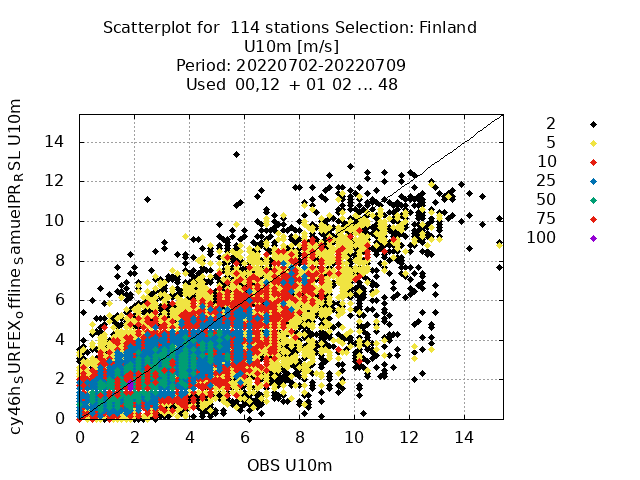 Scatterplot for 114 stations Selection: Finland
U10m [m/s]
Period: 20220702-20220709
Used 00,12 + 01 02 ... 48
cy46h_SURFEX_offline_samuelPR_RSL U10m
14
12
10
8
6
4
2
0
0 2 4 6 8 10 12 14
OBS U10m
2
5
10
25
50
75
100